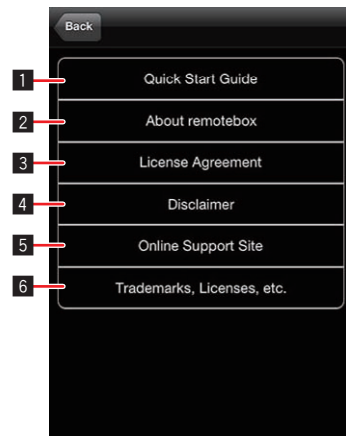 Back
1 Quick Start Guide
2 About remotebox
3 License Agreement
4 Disclaimer
5 Online Support Site
6 Trademarks, Licenses, etc.